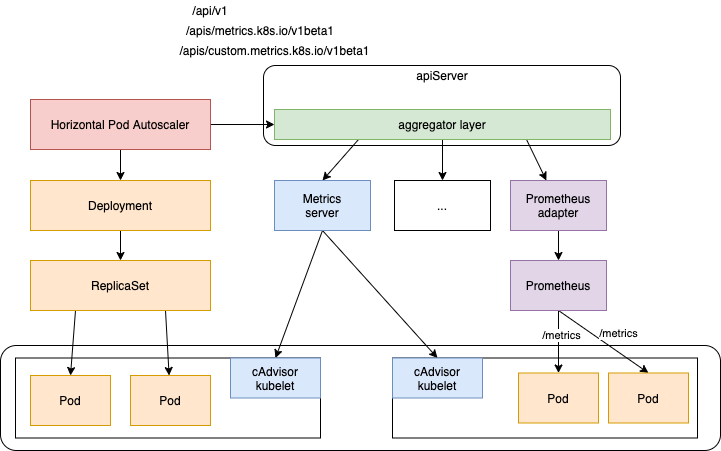 /api/v1
/apis/metrics.k8s.io/v1beta1
/apis/custom.metrics.k8s.io/v1beta1
apiServer
Horizontal Pod Autoscaler
aggregator layer
Deployment
Metrics
server
...
Prometheus
adapter
ReplicaSet
Prometheus
/metrics
/metrics
cAdvisor
kubelet
cAdvisor
kubelet
Pod
Pod
Pod
Pod